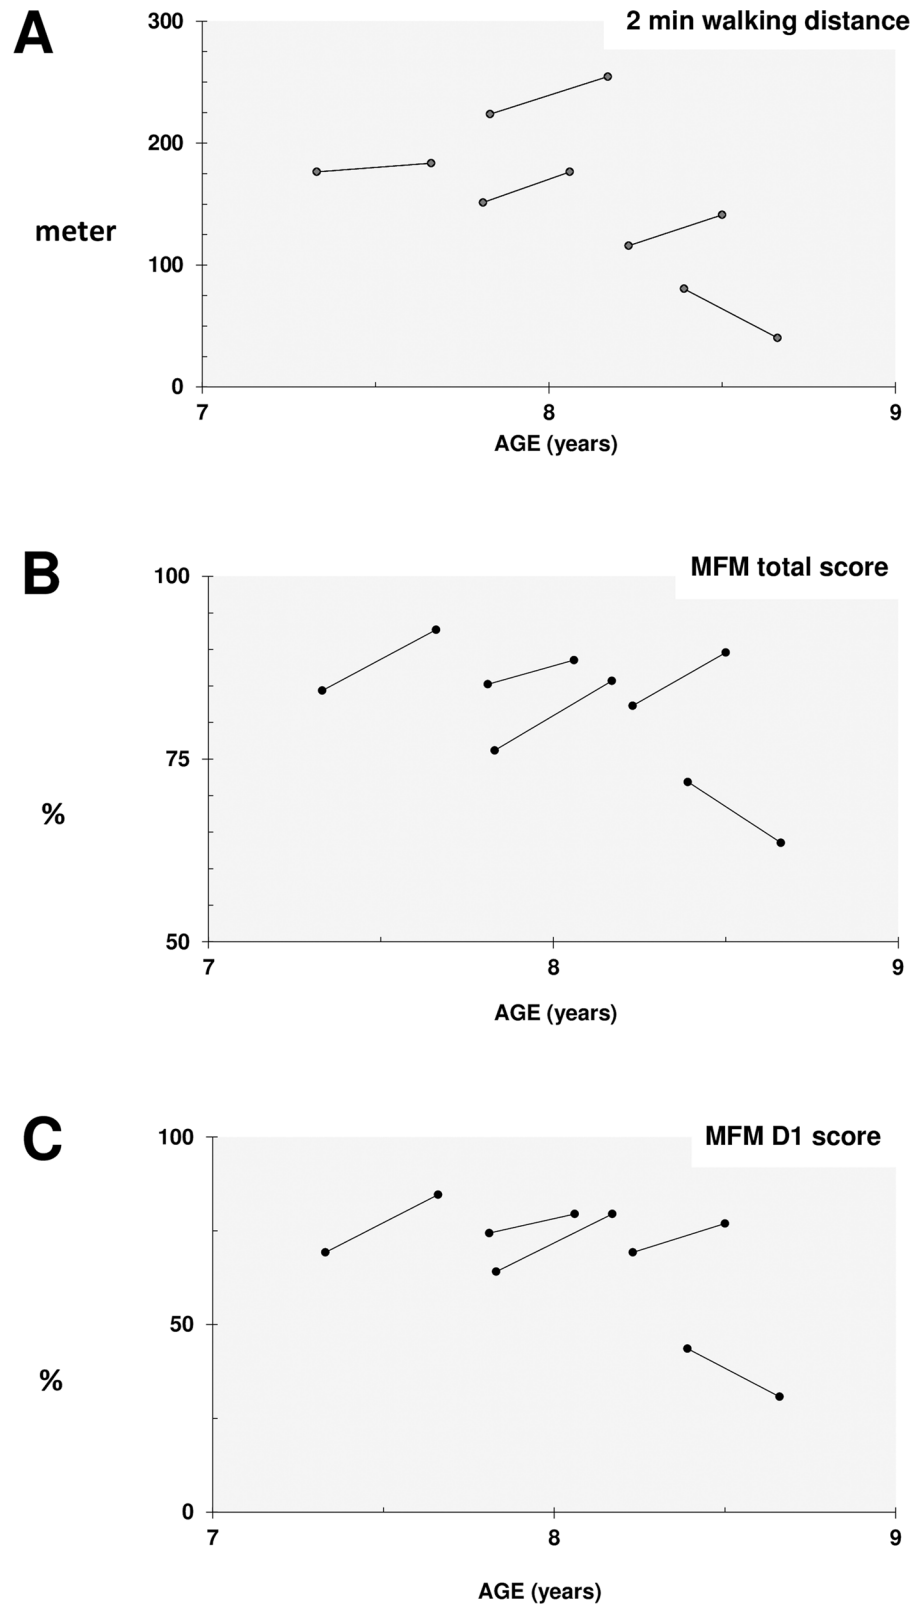 A
2 min walking distance
300
200
meter
100
0
7 8 9
AGE (years)
B
MFM total score
100
75
%
50
7 8 9
AGE (years)
C
MFM D1 score
100
50
%
0
7 8 9
AGE (years)